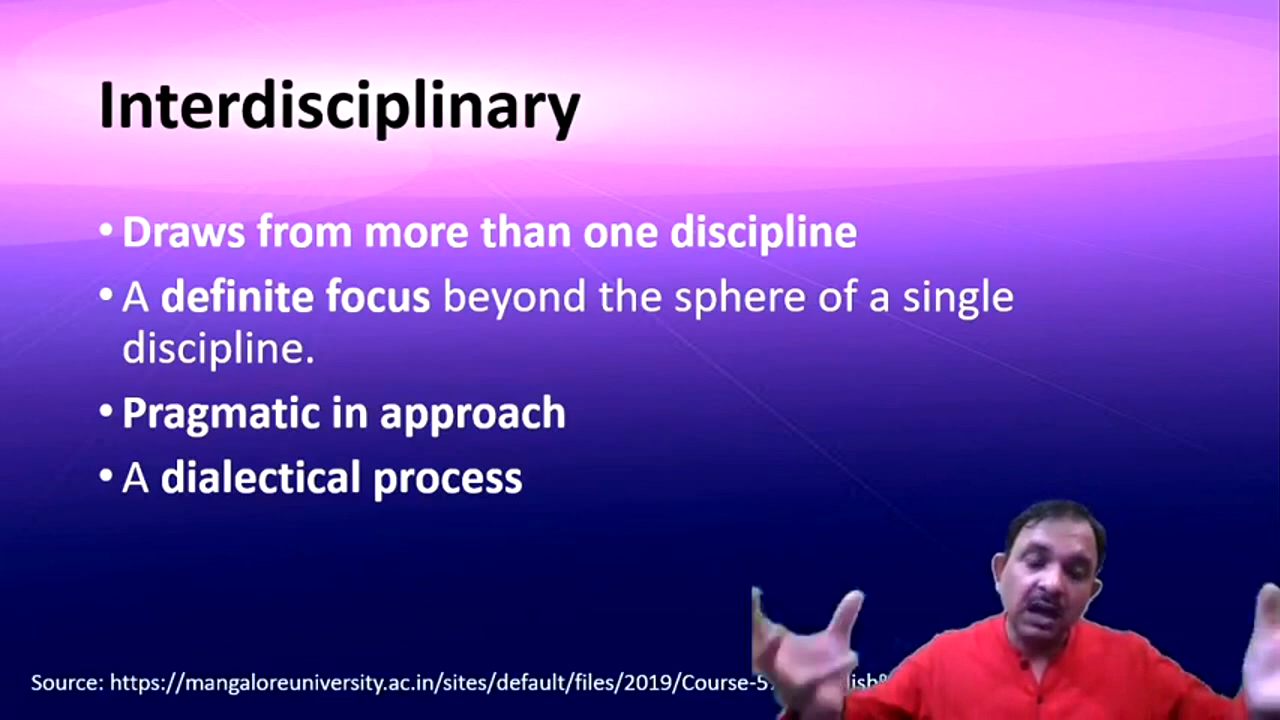 Interdisciplinary
• Draws from more than one discipline
• A definite focus beyond the sphere of a single
discipline.
• Pragmatic in approach
• A dialectical process
Source: https://mangaloreuniversity.ac.in/sites/default/files/2019/Course-5